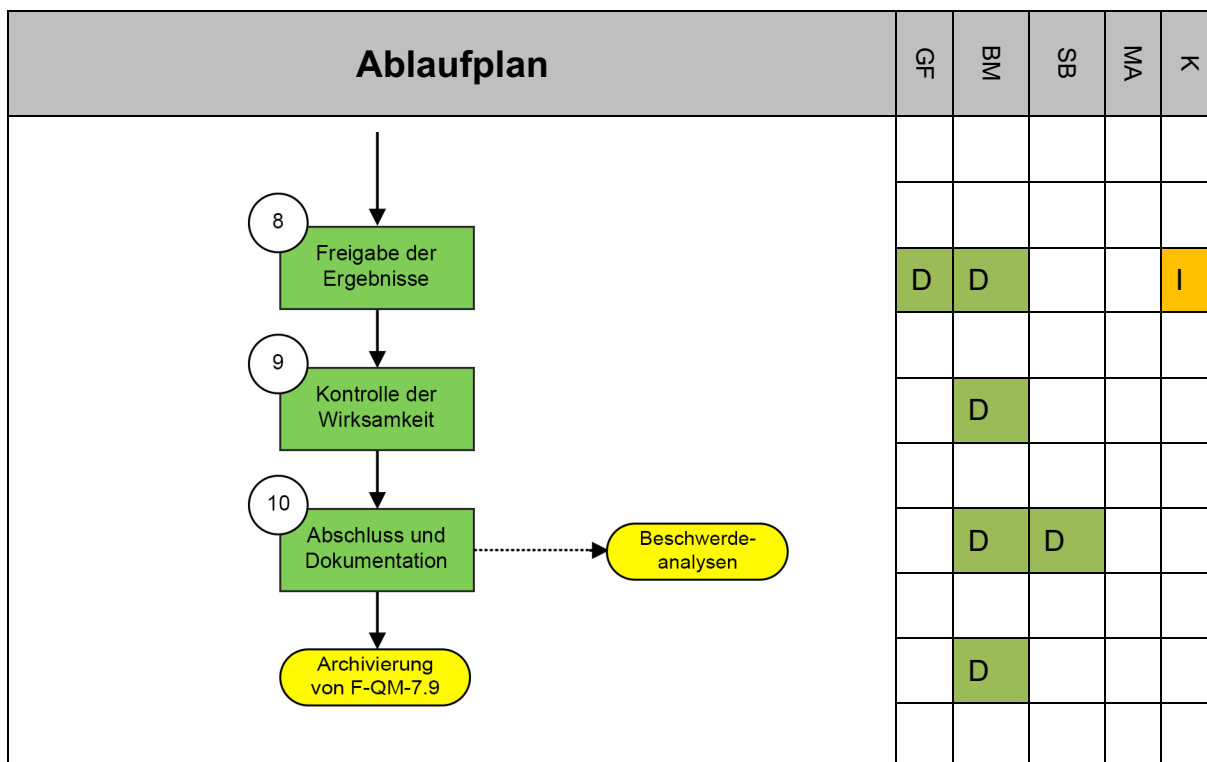 Ablaufplan
GF
BM
SB
MA
K
8
Freigabe der
Ergebnisse
D
D
I
9
Kontrolle der
Wirksamkeit
D
10
Abschluss und
Dokumentation
Beschwerde-
analysen
D
D
Archivierung
von F-QM-7.9
D